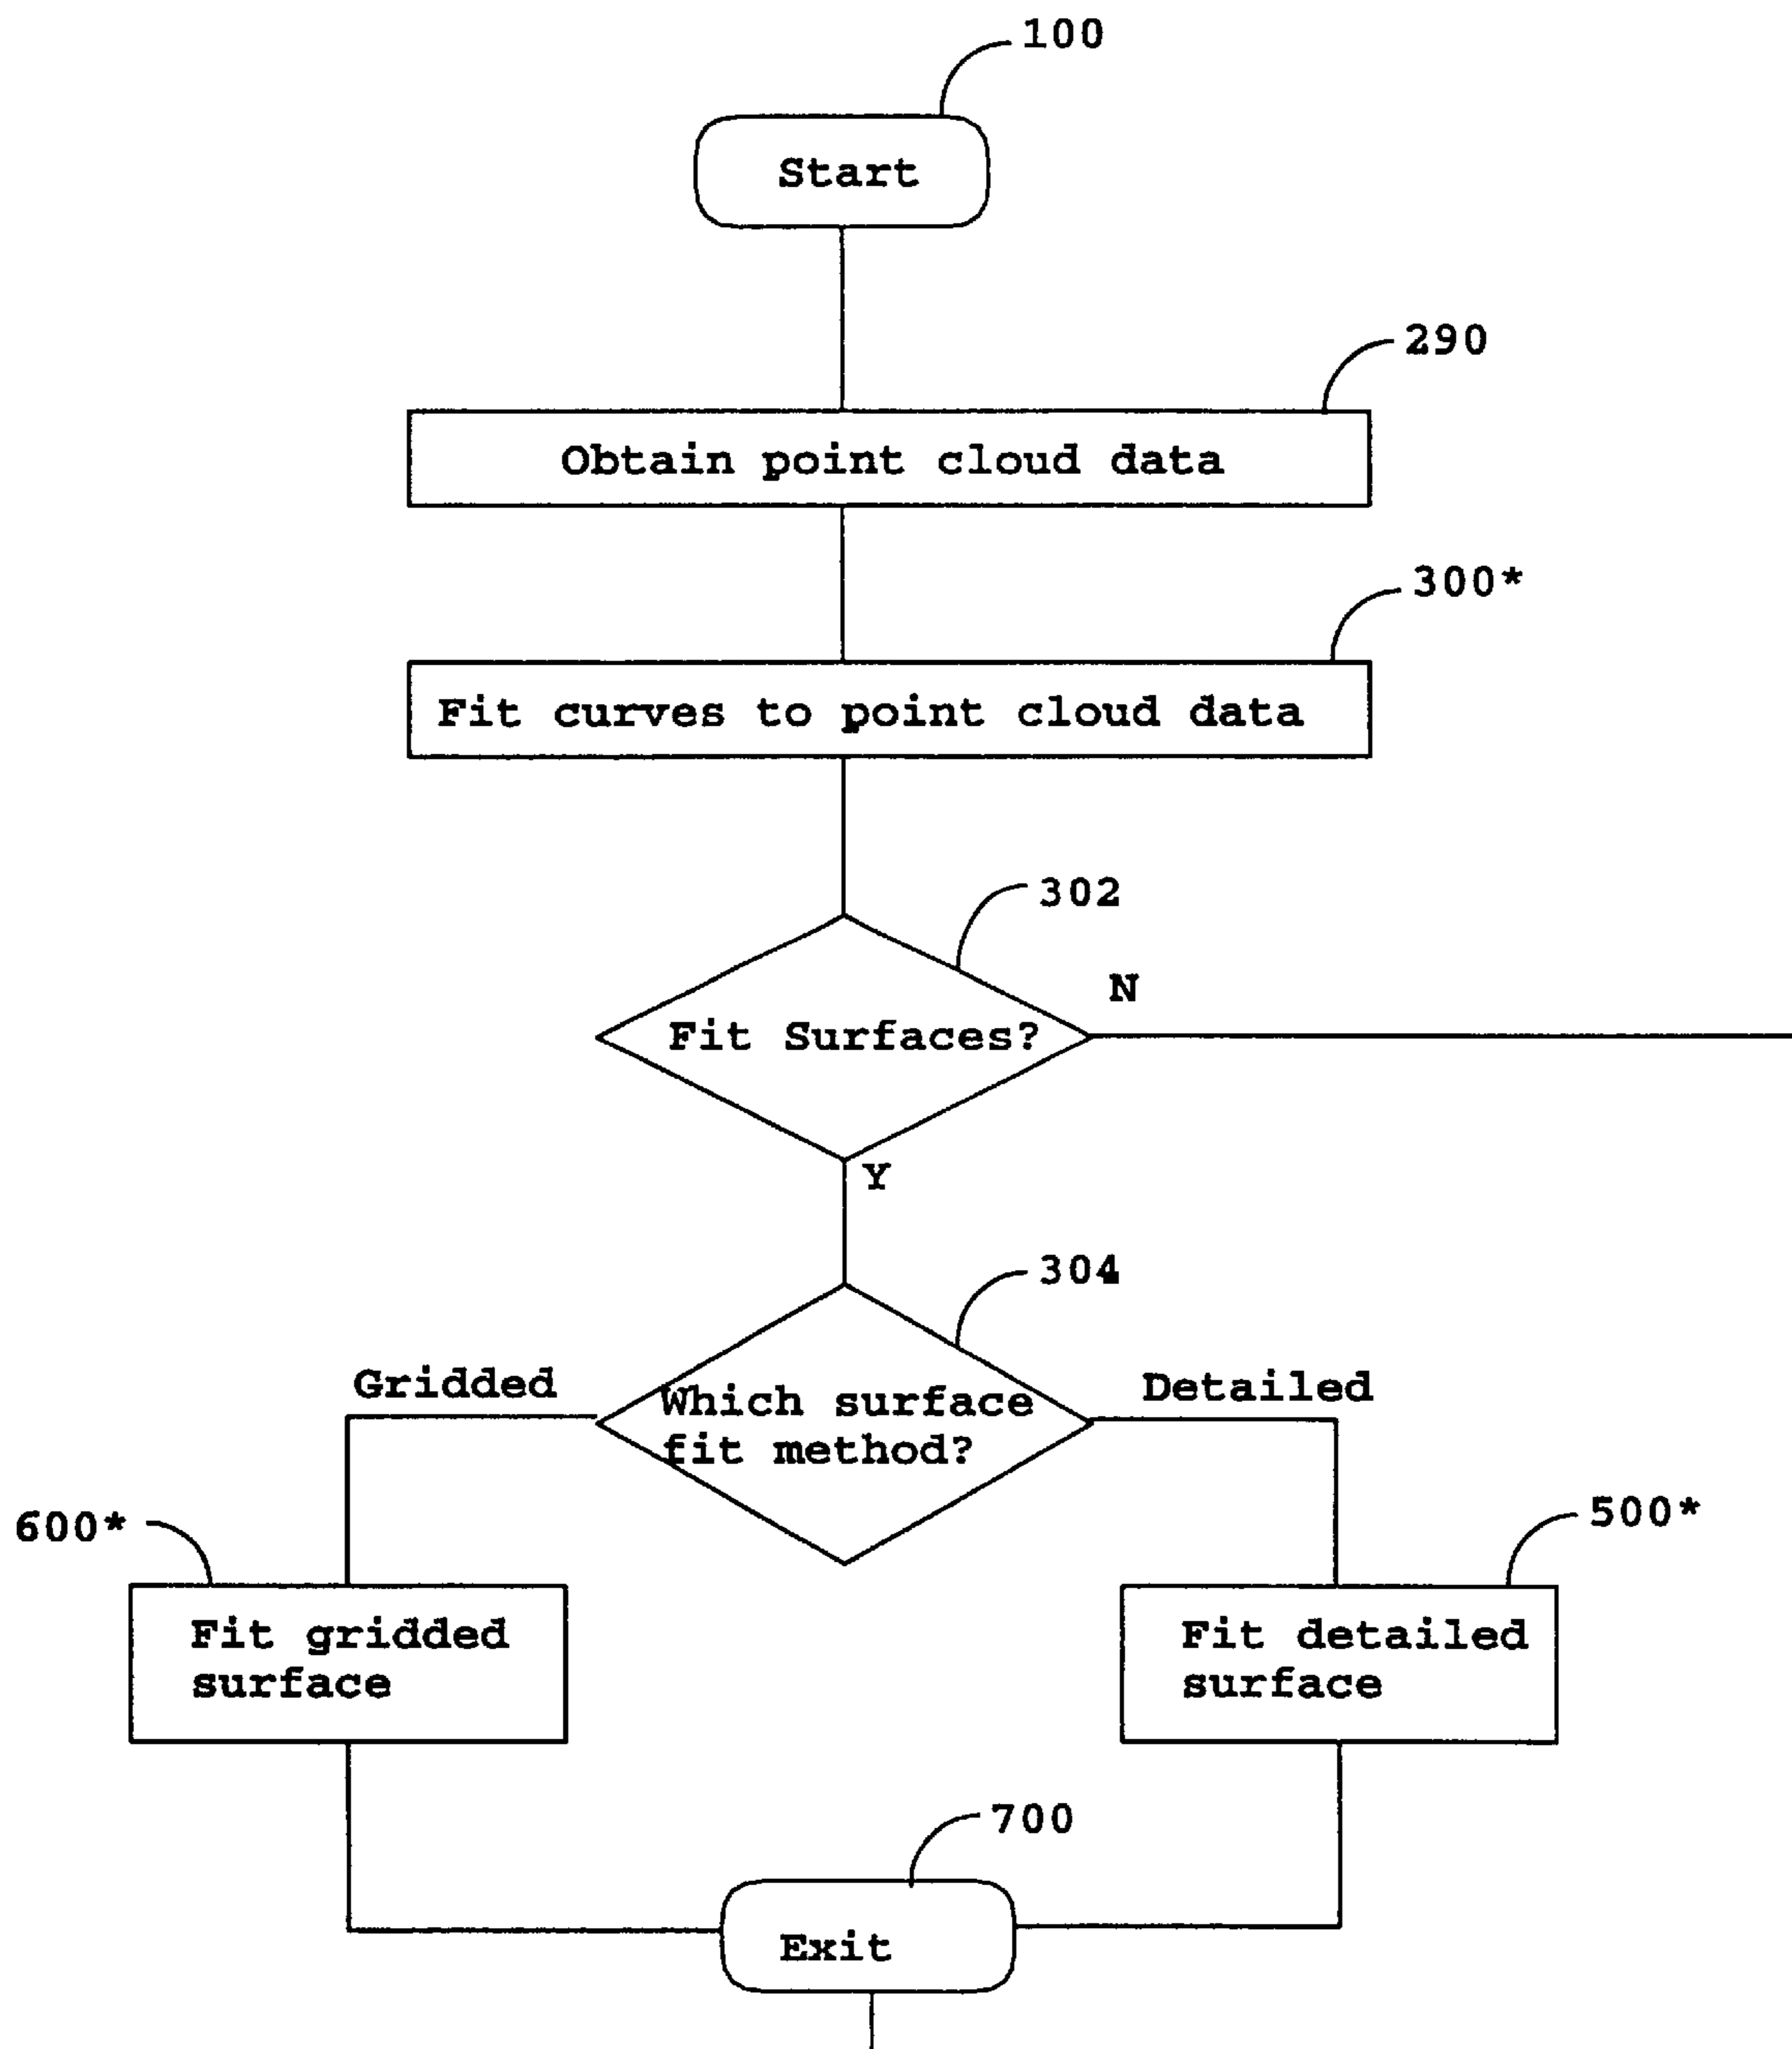 100
Start
290
Obtain point cloud data
300*
Fit curves to point cloud data
302
N
Fit Surfaces?
Y
304
Gridded
Detailed
Which surface
fit method?
600*
500*
Fit gridded
surface
Fit detailed
surface
700
Exit